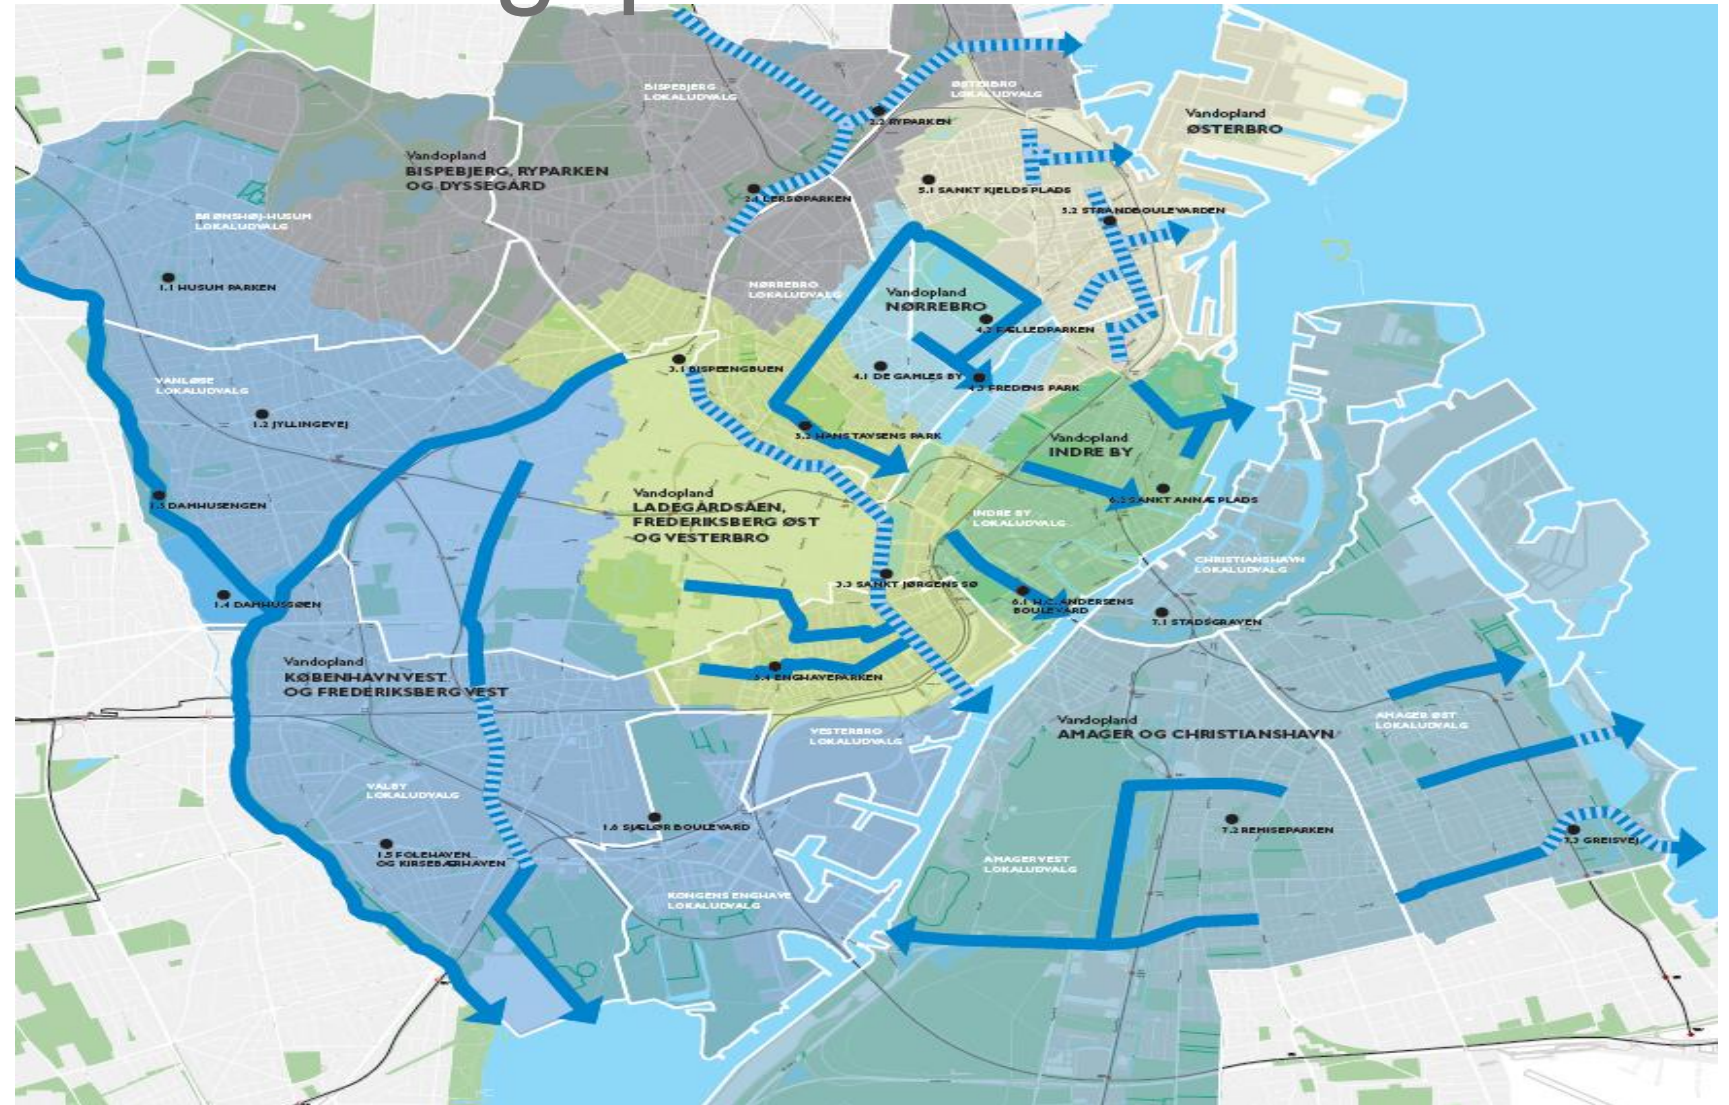 BISPEBJERG
LOKALUDVALG
ØSTERBRO
LOKALUDVALG
2.2 RYPARKEN
Vandopland
ØSTERBRO
Vandopland
BISPEBJERG, RYPARKEN
OG DYSSEGÅRD
2.1 LERSØPARKEN
5.1 SANKT KJELDS PLADS
5.2 STRANDBOULEVARDEN
BRØNSHØJ-HUSUM
LOKALUDVALG
1.1 HUSUM PARKEN
NØRREBRO
LOKALUDVALG
Vandopland
NØRREBRO
4.2 FÆLLEDPARKEN
3.1 BISPEENGBUEN
4.1 DE GAMLES BY
4.3 FREDENS PARK
VANLØSE
LOKALUDVALG
1.2 JYLLINGEVEJ
3.2 HANS TAVSENS PARK
Vandopland
INDRE BY
1.3 DAMHUSENGEN
Vandopland
LADEGÅRDSÅEN,
FREDERIKSBERG ØST
OG VESTERBRO
6.2 SANKT ANNÆ PLADS
INDRE BY
LOKALUDVALG
CHRISTIANSHAVN
LOKALUDVALG
3.3 SANKT JØRGENS SØ
1.4 DAMHUSSØEN
6.1 H.C. ANDERSENS
BOULEVARD
7.1 STADSGRAVEN
Vandopland
KØBENHAVN VEST
OG FREDERIKSBERG VEST
3.4 ENGHAVEPARKEN
VESTERBRO
LOKALUDVALG
Vandopland
AMAGER OG CHRISTIANSHAVN
AMAGER ØST
LOKALUDVALG
VALBY
LOKALUDVALG
1.6 SJÆLØR BOULEVARD
7.2 REMISEPARKEN
7.3 GREISVEJ
1.5 FOLEHAVEN
OG KIRSEBÆRHAVEN
AMAGER VEST
LOKALUDVALG
KONGENS ENGHAVE
LOKALUDVALG